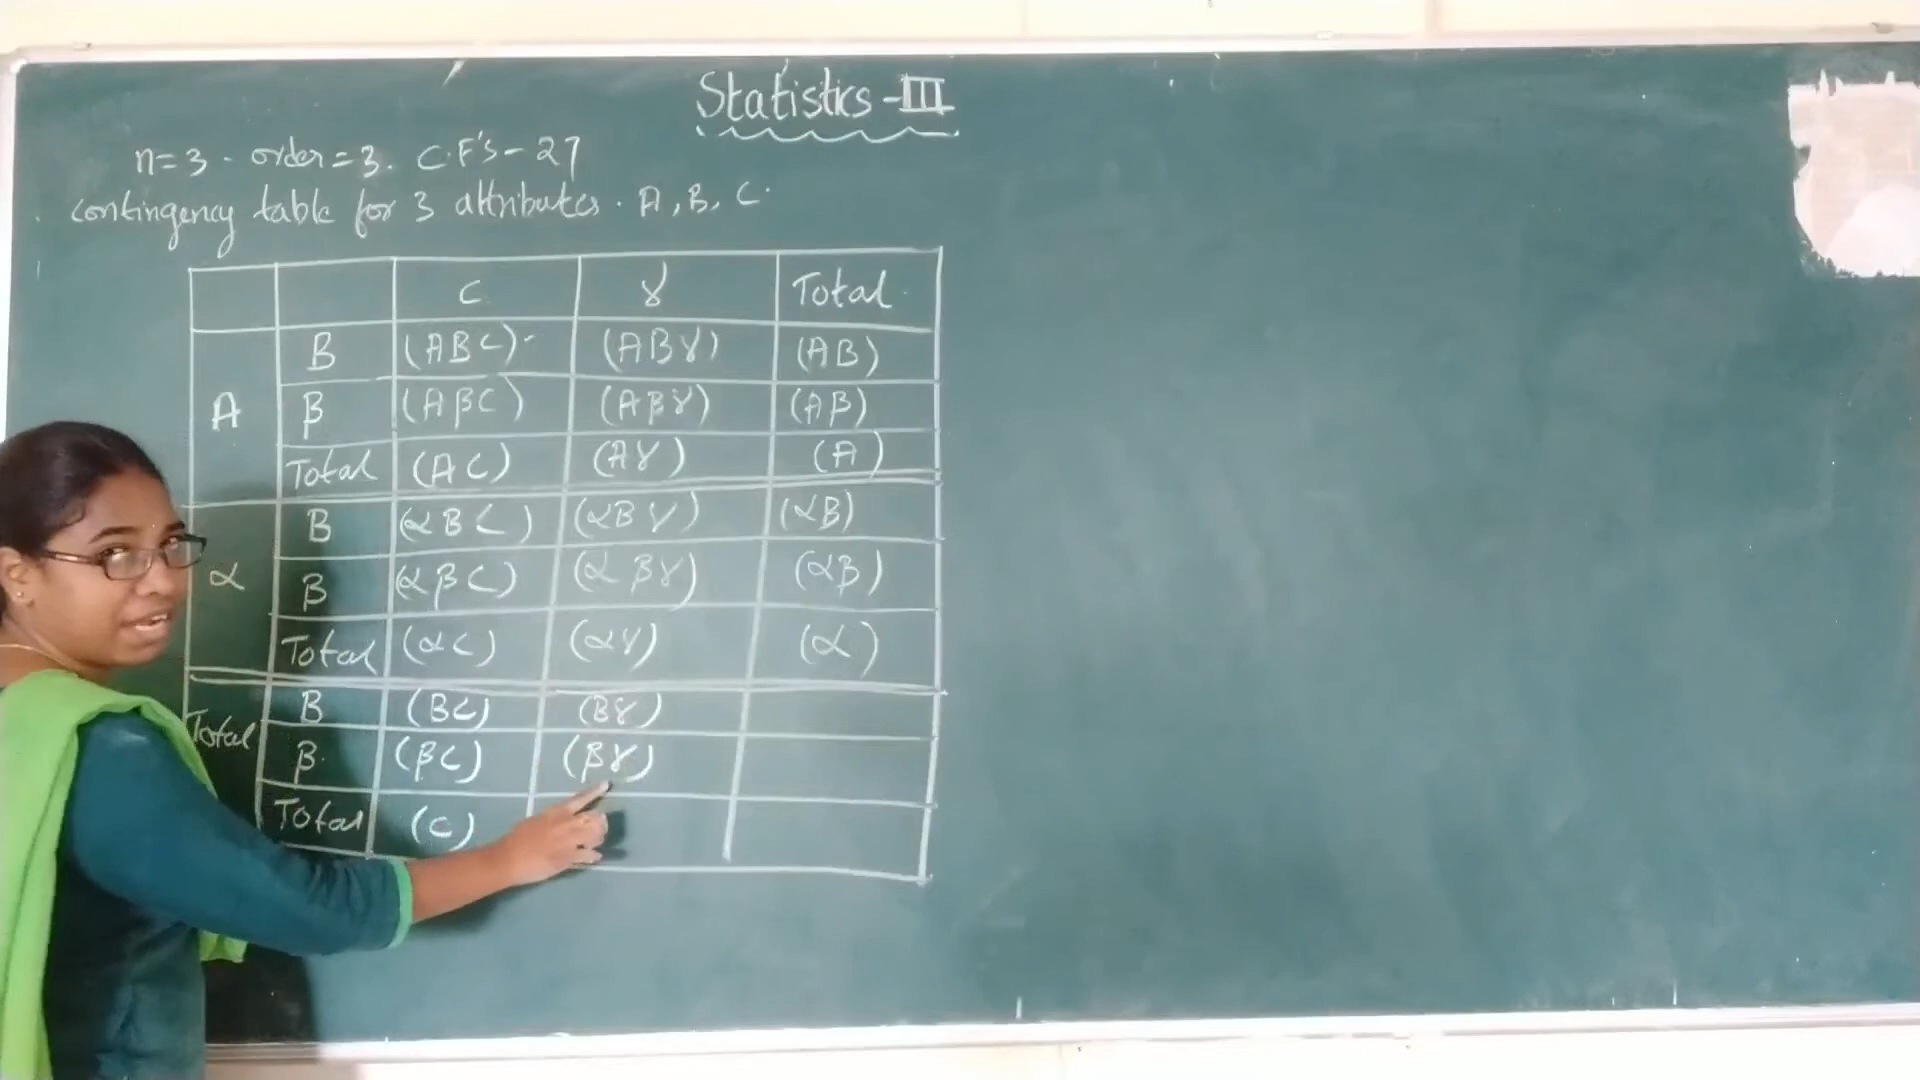 Statistics-III
n=3 - order=3. C.F's-27
Contingency table for 3 attributes. A, B, C.
C γ Total
A
B (ABC) (ABγ) (AB)
β (AβC) (Aβγ) (Aβ)
Total (AC) (Aγ) (A)
α
B (αBC) (αBγ) (αB)
β (αβC) (αβγ) (αβ)
Total (αC) (αγ) (α)
Total
B (BC) (Bγ)
β (βC) (βγ)
Total (C)